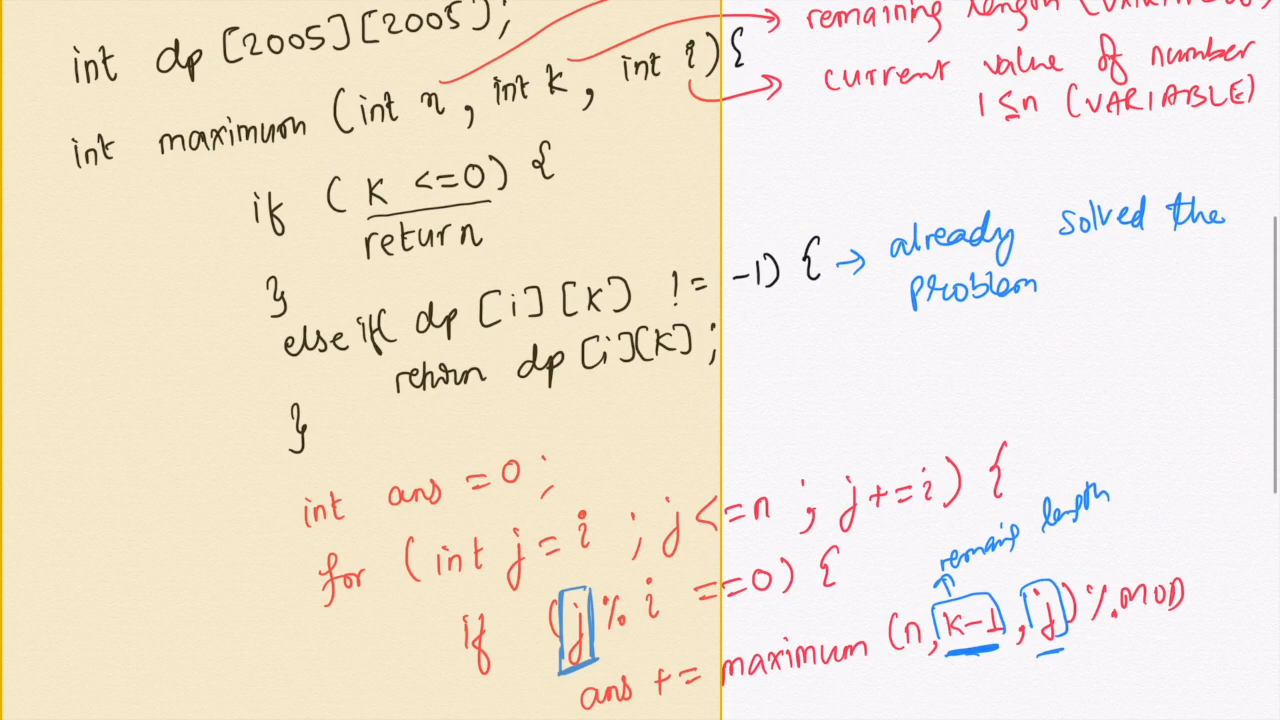 int dp [2005][2005];
→ remaining length
int maximum (int n, int k, int i) {
→ current value of number
1 ≤ n (VARIABLE)
if ( k <=0) {
return
}
else if( dp [i][k) != -1) { → already solved the
problem
return dp [i][k];
}
int ans = 0 ;
for (int j = i ; j <= n ; j += i) {
remaing length
if (j % i ==0) {
ans += maximum (n, k-1, j) %.MOD